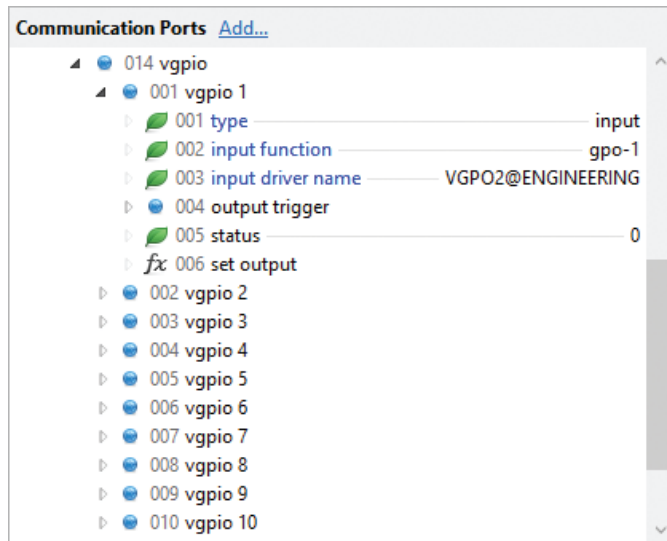 Communication Ports Add...
014 vgpio
001 vgpio 1
001 type input
002 input function gpo-1
003 input driver name VGPO2@ENGINEERING
004 output trigger
005 status 0
fx 006 set output
002 vgpio 2
003 vgpio 3
004 vgpio 4
005 vgpio 5
006 vgpio 6
007 vgpio 7
008 vgpio 8
009 vgpio 9
010 vgpio 10